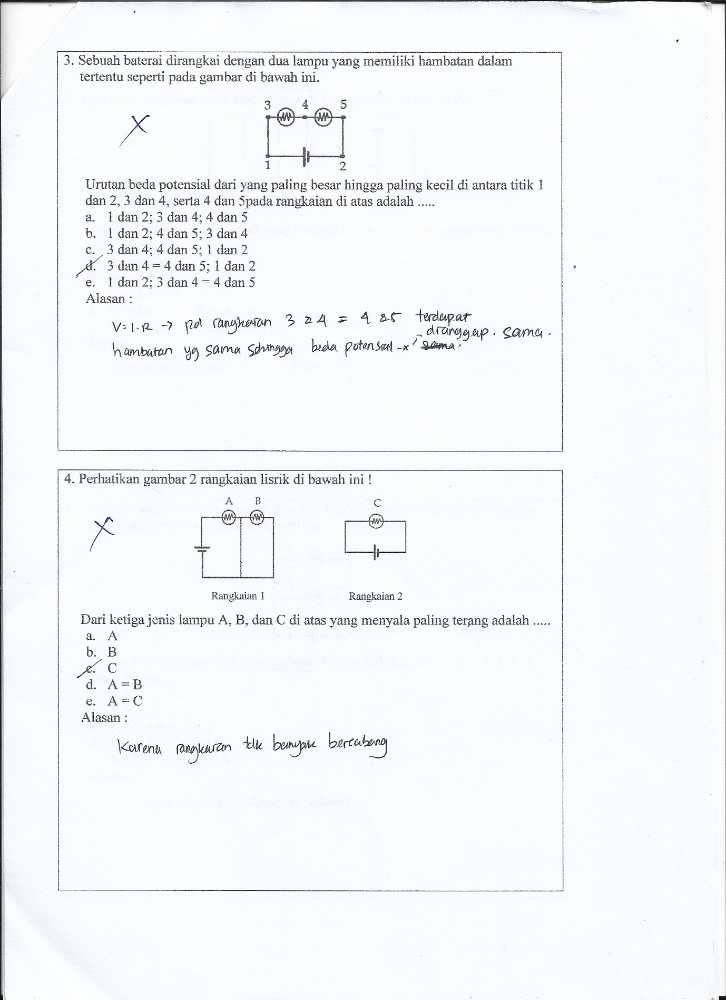 3. Sebuah baterai dirangkai dengan dua lampu yang memiliki hambatan dalam
tertentu seperti pada gambar di bawah ini.
3 4 5
1 2
Urutan beda potensial dari yang paling besar hingga paling kecil di antara titik 1
dan 2, 3 dan 4, serta 4 dan 5pada rangkaian di atas adalah .....
a. 1 dan 2; 3 dan 4; 4 dan 5
b. 1 dan 2; 4 dan 5; 3 dan 4
c. 3 dan 4; 4 dan 5; 1 dan 2
d. 3 dan 4 = 4 dan 5; 1 dan 2
e. 1 dan 2; 3 dan 4 = 4 dan 5
Alasan :
V = I . R → pd rangkaian 3 & 4 = 4 & 5 terdapat
dianggap . sama .
hambatan yg sama sehingga beda potensial -x sama.
4. Perhatikan gambar 2 rangkaian lisrik di bawah ini !
A B C
Rangkaian 1 Rangkaian 2
Dari ketiga jenis lampu A, B, dan C di atas yang menyala paling terang adalah .....
a. A
b. B
c. C
d. A = B
e. A = C
Alasan :
Karena rangkaian tdk banyak bercabang